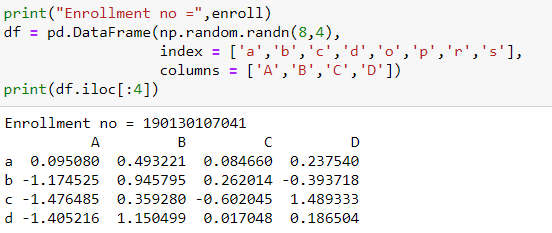 print("Enrollment no =",enroll)
df = pd.DataFrame(np.random.randn(8,4),
index = ['a','b','c','d','o','p','r','s'],
columns = ['A','B','C','D'])
print(df.iloc[:4])
Enrollment no = 190130107041
A B C D
a 0.095080 0.493221 0.084660 0.237540
b -1.174525 0.945795 0.262014 -0.393718
c -1.476485 0.359280 -0.602045 1.489333
d -1.405216 1.150499 0.017048 0.186504